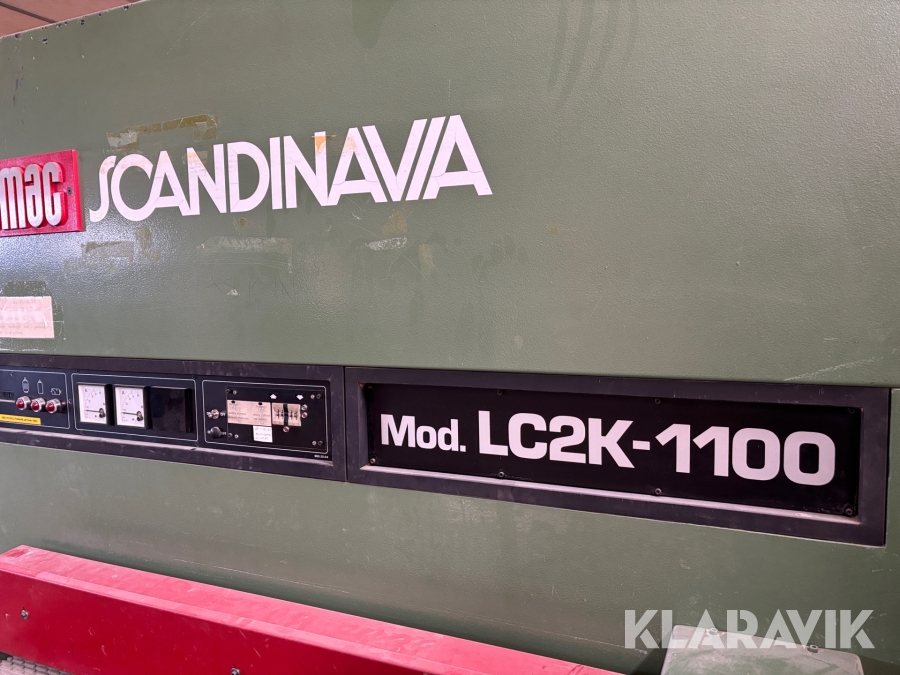 mac SCANDINAVIA
Mod. LC2K-1100
KLARAVIK